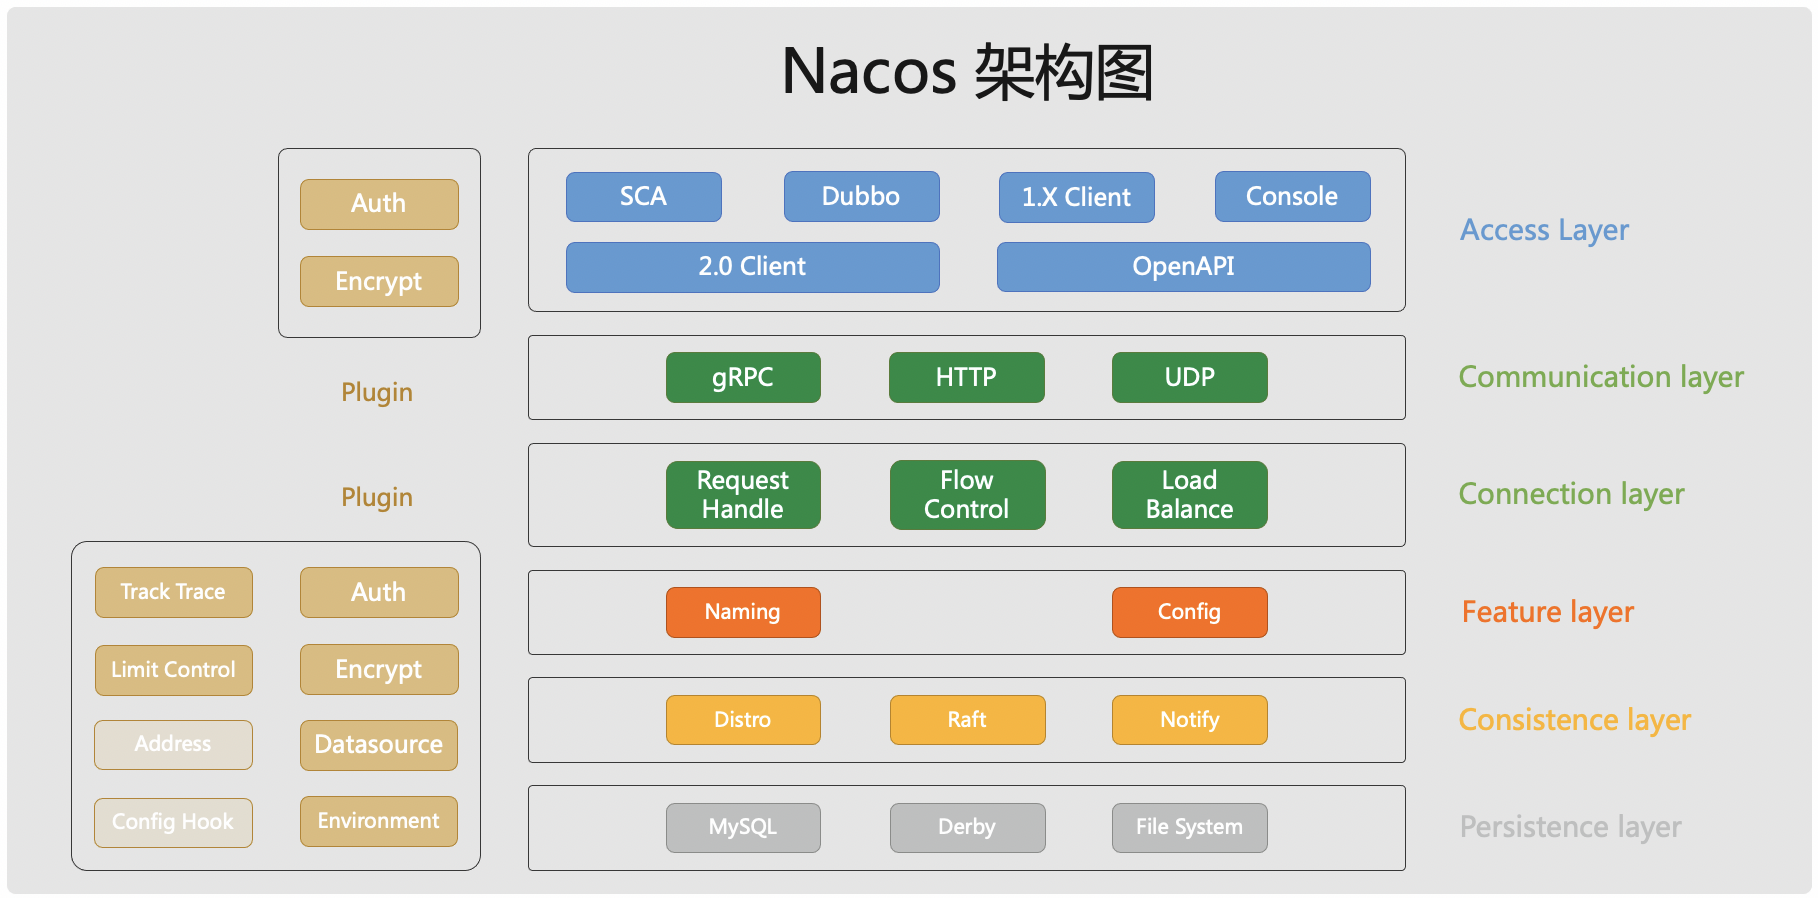 Nacos 架构图
Auth
Encrypt
Plugin
SCA
Dubbo
1.X Client
Console
2.0 Client
OpenAPI
Access Layer
gRPC
HTTP
UDP
Communication layer
Plugin
Request
Handle
Flow
Control
Load
Balance
Connection layer
Track Trace
Auth
Limit Control
Encrypt
Address
Datasource
Config Hook
Environment
Naming
Config
Feature layer
Distro
Raft
Notify
Consistence layer
MySQL
Derby
File System
Persistence layer